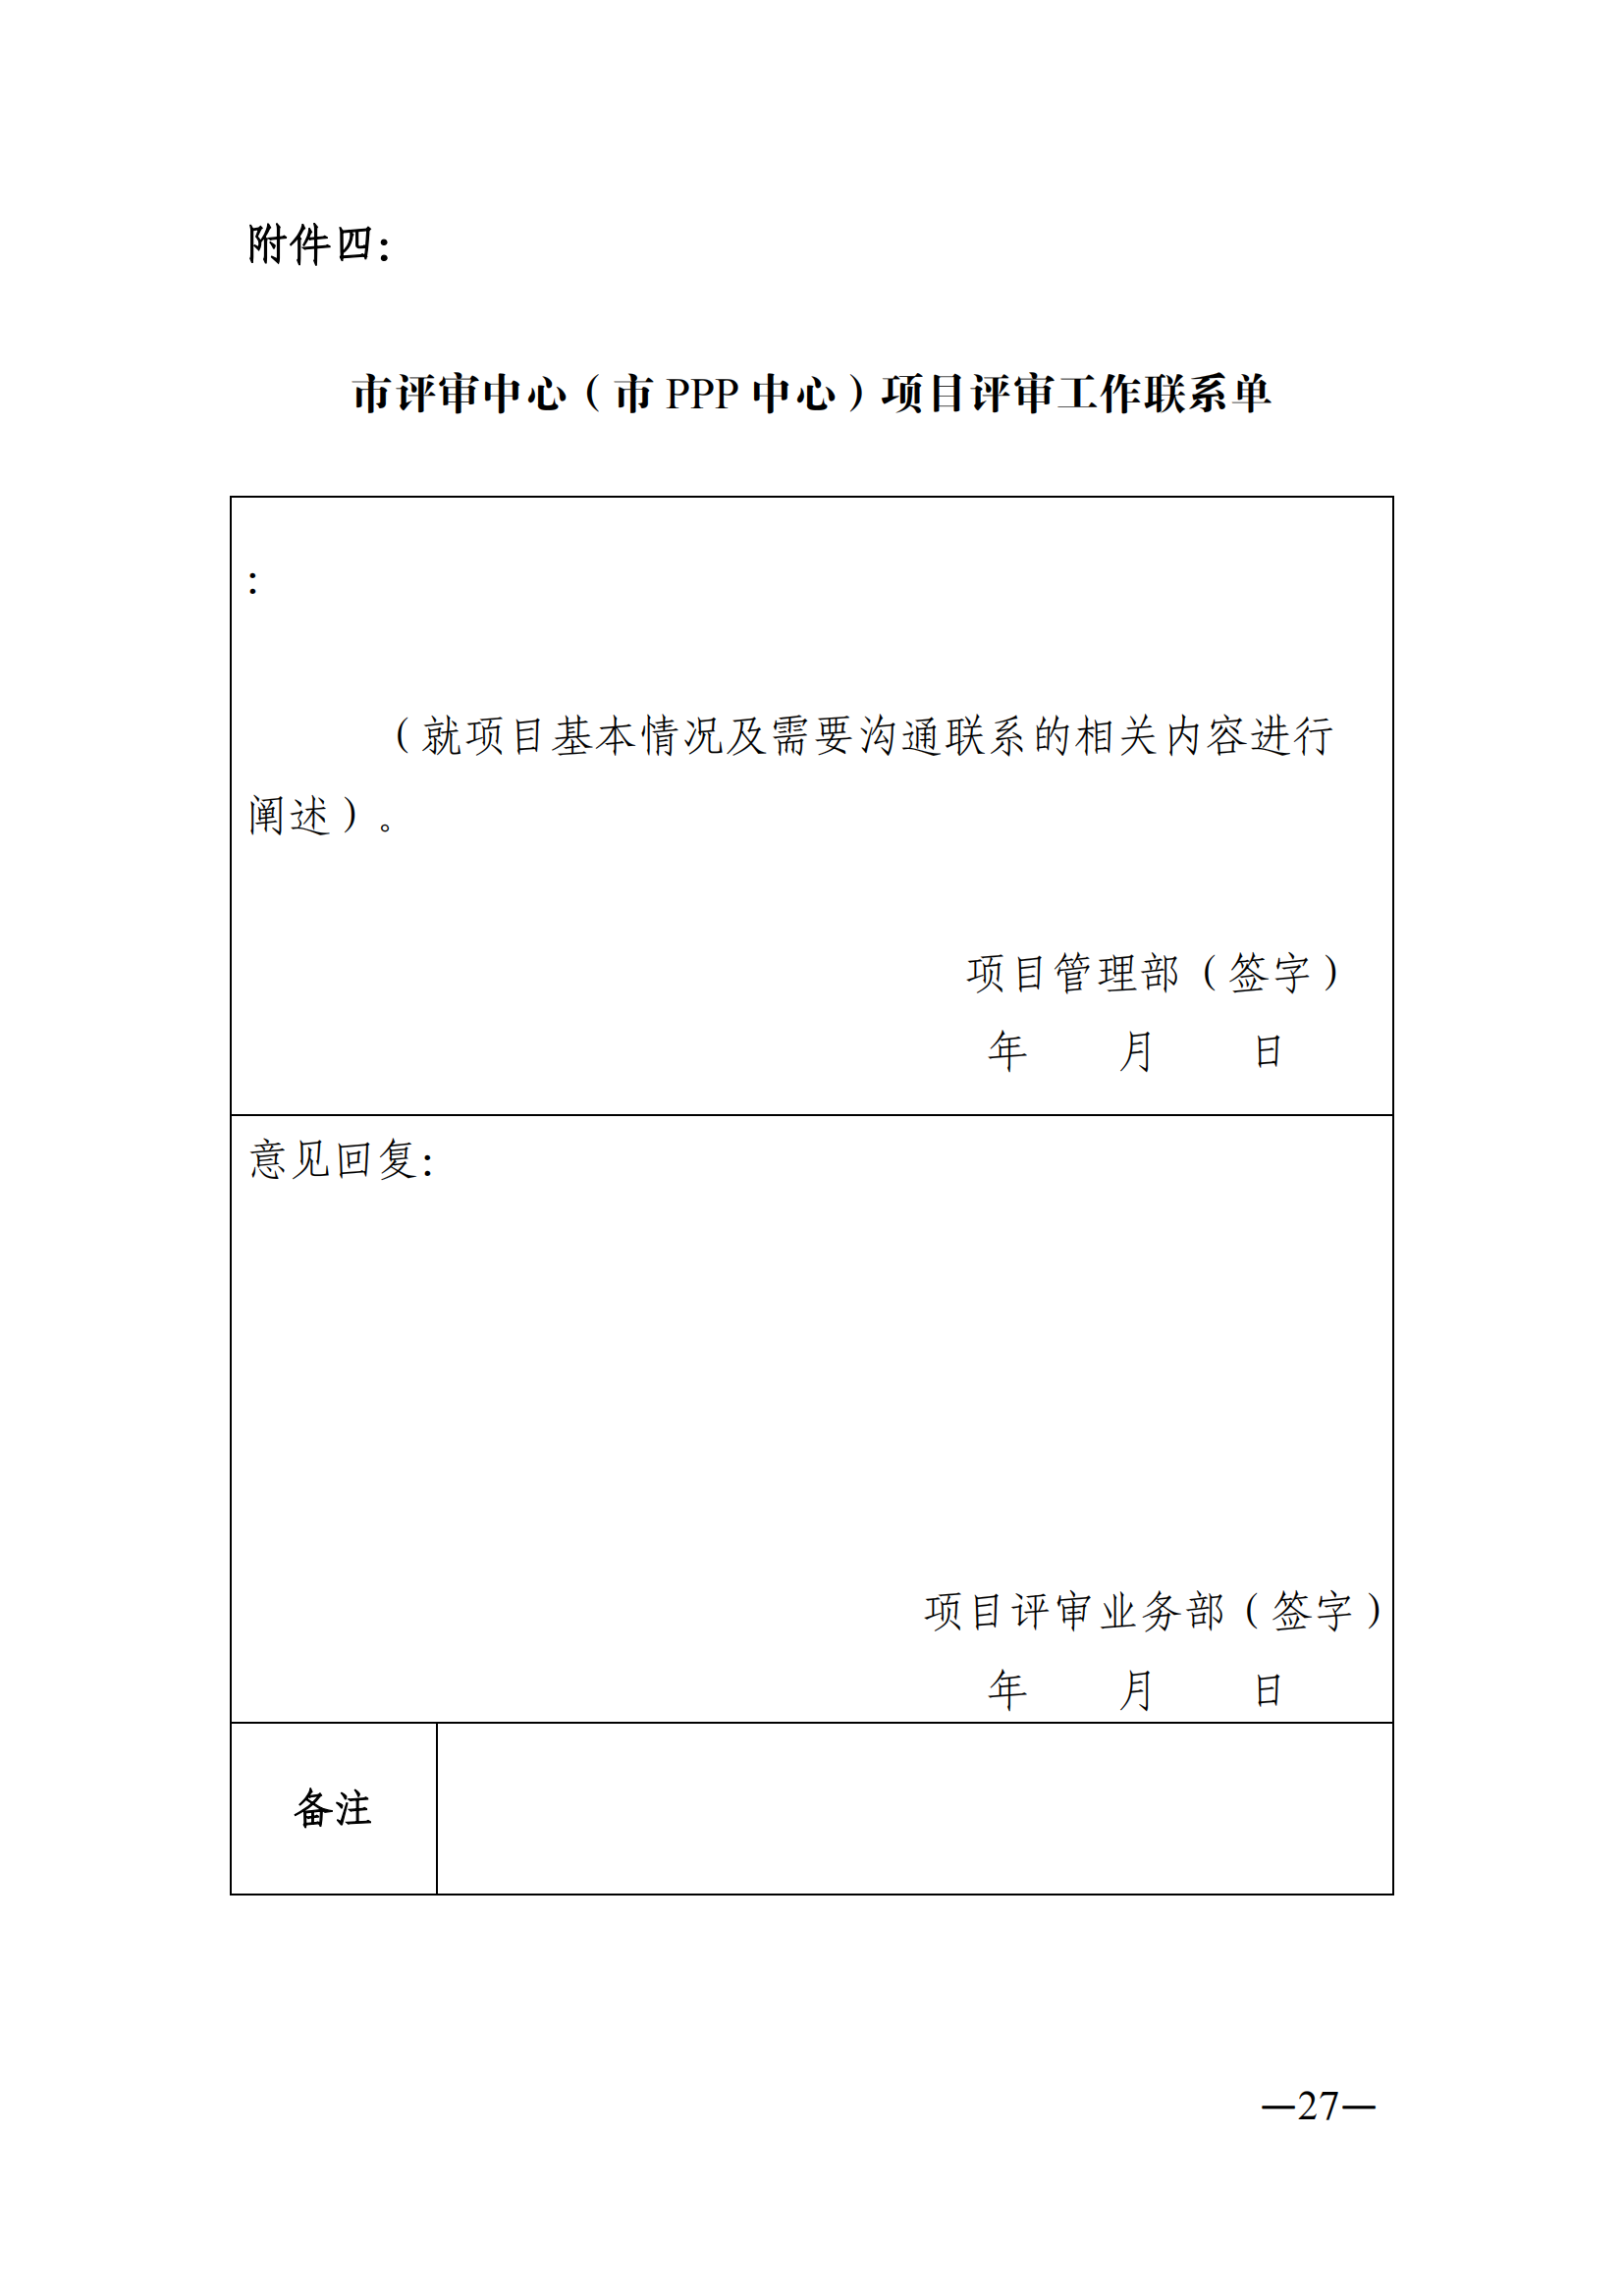 附件四：
市评审中心（市 PPP 中心）项目评审工作联系单
：
（就项目基本情况及需要沟通联系的相关内容进行
阐述）。
项目管理部（签字）
年 月 日
意见回复：
项目评审业务部（签字）
年 月 日
备注
—27—